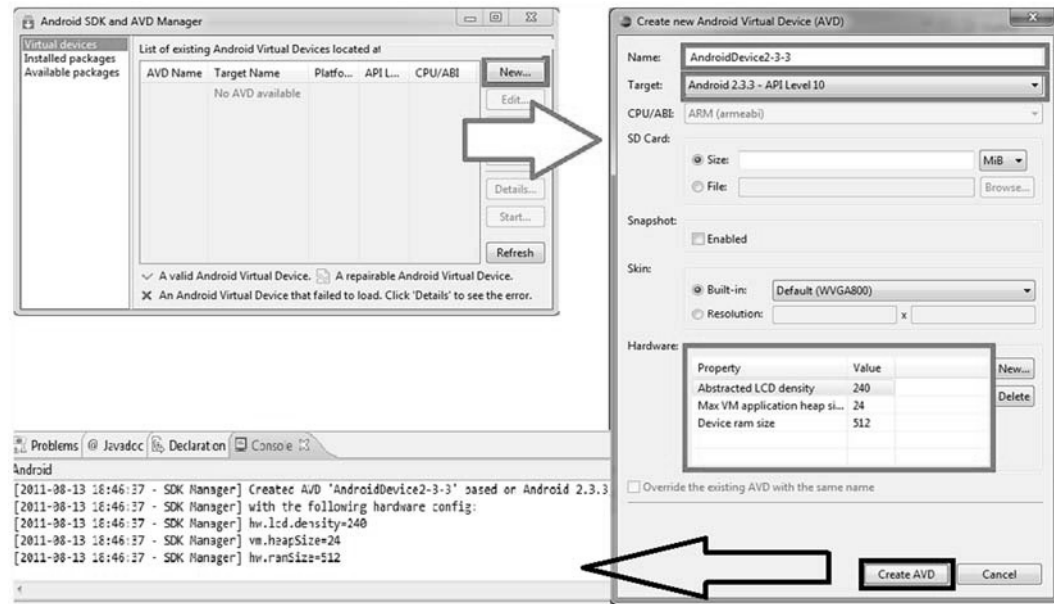 Android SDK and AVD Manager
Virtual devices
Installed packages
Available packages
List of existing Android Virtual Devices located at
AVD Name Target Name Platfo... API L... CPU/ABI
No AVD available
New...
Edit...
Details...
Start...
Refresh
A valid Android Virtual Device. A repairable Android Virtual Device.
An Android Virtual Device that failed to load. Click 'Details' to see the error.
Create new Android Virtual Device (AVD)
Name: AndroidDevice2-3-3
Target: Android 2.3.3 - API Level 10
CPU/ABI: ARM (armeabi)
SD Card:
Size: MiB
File: Browse...
Snapshot:
Enabled
Skin:
Built-in: Default (WVGA800)
Resolution: x
Hardware:
Property Value
Abstracted LCD density 240
Max VM application heap si... 24
Device ram size 512
New...
Delete
Override the existing AVD with the same name
Create AVD Cancel
Problems @ Javadoc Declaration Console
Android
[2011-08-13 18:46:37 - SDK Manager] Created AVD 'AndroidDevice2-3-3' based on Android 2.3.3
[2011-08-13 18:46:37 - SDK Manager] with the following hardware config:
[2011-08-13 18:46:37 - SDK Manager] hw.lcd.density=240
[2011-08-13 18:46:37 - SDK Manager] vm.heapSize=24
[2011-08-13 18:46:37 - SDK Manager] hw.ramSize=512